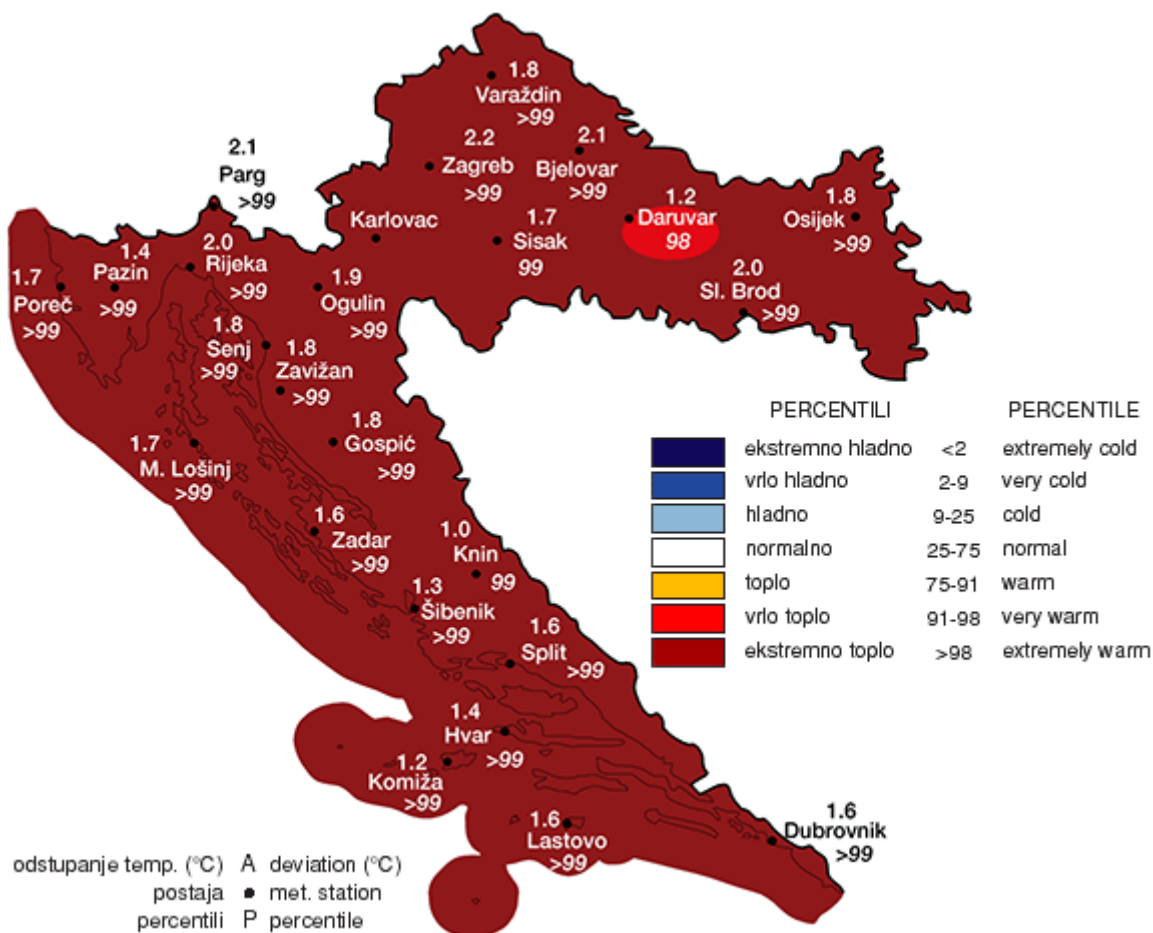 1.8
Varaždin
>99
2.2
Zagreb
>99
2.1
Bjelovar
>99
2.1
Parg
>99
Karlovac
1.7
Sisak
99
1.2
Daruvar
98
1.8
Osijek
>99
2.0
Sl. Brod
>99
1.7
Poreč
>99
1.4
Pazin
>99
2.0
Rijeka
>99
1.9
Ogulin
>99
1.8
Senj
>99
1.8
Zavižan
>99
1.8
Gospić
>99
1.7
M. Lošinj
>99
1.6
Zadar
>99
1.0
Knin
99
1.3
Šibenik
>99
1.6
Split
>99
1.4
Hvar
>99
1.2
Komiža
>99
1.6
Lastovo
>99
1.6
Dubrovnik
>99
PERCENTILI PERCENTILE
ekstremno hladno <2 extremely cold
vrlo hladno 2-9 very cold
hladno 9-25 cold
normalno 25-75 normal
toplo 75-91 warm
vrlo toplo 91-98 very warm
ekstremno toplo >98 extremely warm
odstupanje temp. (°C) A deviation (°C)
postaja met. station
percentili P percentile